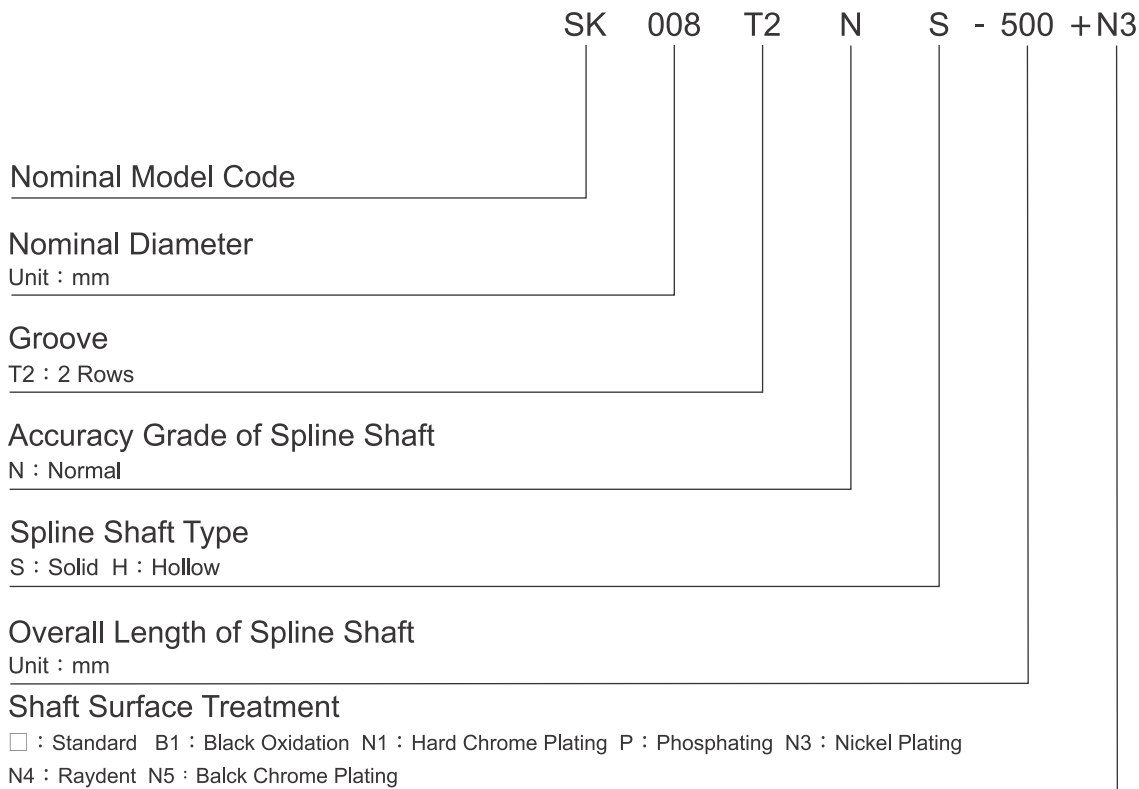 SK 008 T2 N S - 500 +N3
Nominal Model Code
Nominal Diameter
Unit：mm
Groove
T2：2 Rows
Accuracy Grade of Spline Shaft
N：Normal
Spline Shaft Type
S：Solid H：Hollow
Overall Length of Spline Shaft
Unit：mm
Shaft Surface Treatment
□：Standard B1：Black Oxidation N1：Hard Chrome Plating P：Phosphating N3：Nickel Plating
N4：Raydent N5：Balck Chrome Plating